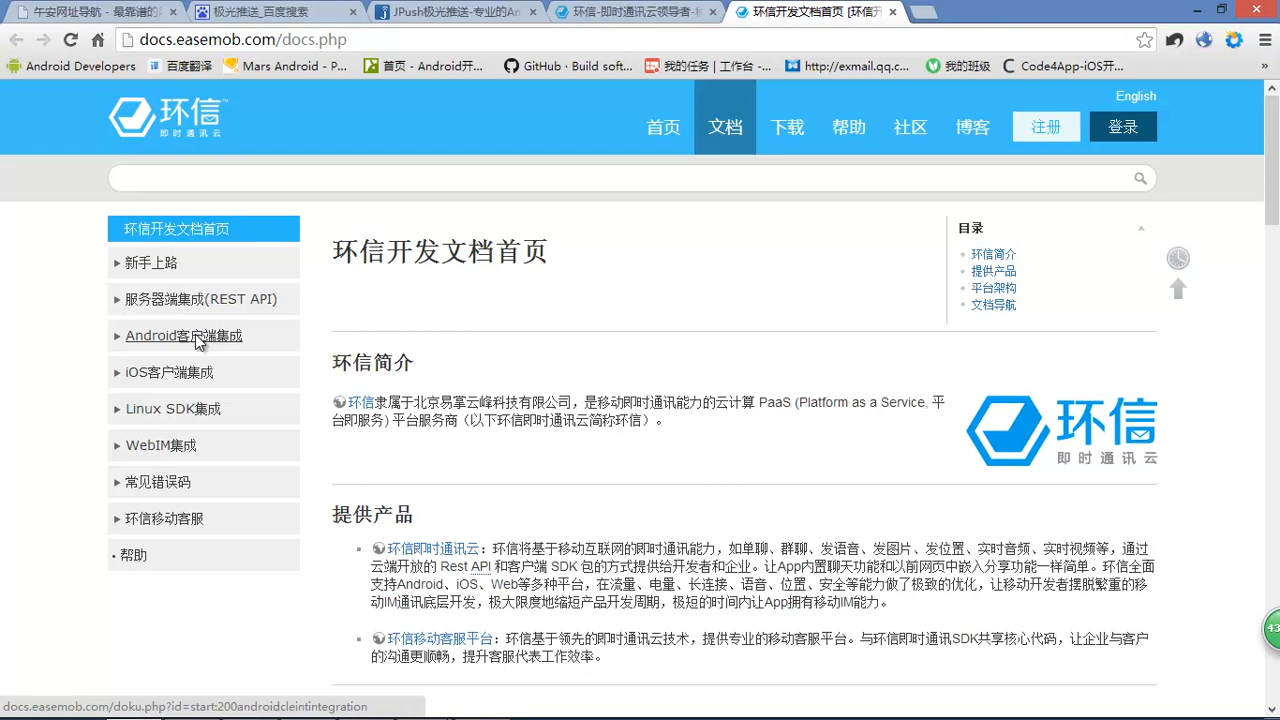 午安网址导航 - 最靠谱的
极光推送_百度搜索
JPush极光推送-专业的An
环信-即时通讯云领导者-
环信开发文档首页 [环信开
docs.easemob.com/docs.php
Android Developers
百度翻译
Mars Android - P...
首页 - Android开...
GitHub · Build soft...
我的任务 | 工作台 -...
http://exmail.qq.c...
我的班级
Code4App-iOS开...
»
English
环信
™
即时通讯云
首页
文档
下载
帮助
社区
博客
注册
登录
环信开发文档首页
新手上路
服务器端集成(REST API)
Android客户端集成
iOS客户端集成
Linux SDK集成
WebIM集成
常见错误码
环信移动客服
帮助
环信开发文档首页
目录
环信简介
提供产品
平台架构
文档导航
环信简介
环信隶属于北京易掌云峰科技有限公司，是移动即时通讯能力的云计算 PaaS (Platform as a Service, 平
台即服务) 平台服务商（以下环信即时通讯云简称环信）。
环信
即时通讯云
提供产品
环信即时通讯云：环信将基于移动互联网的即时通讯能力，如单聊、群聊、发语音、发图片、发位置、实时音频、实时视频等，通过
云端开放的 Rest API 和客户端 SDK 包的方式提供给开发者和企业。让App内置聊天功能和以前网页中嵌入分享功能一样简单。环信全面
支持Android、iOS、Web等多种平台，在流量、电量、长连接、语音、位置、安全等能力做了极致的优化，让移动开发者摆脱繁重的移
动IM通讯底层开发，极大限度地缩短产品开发周期，极短的时间内让App拥有移动IM能力。
环信移动客服平台：环信基于领先的即时通讯云技术，提供专业的移动客服平台。与环信即时通讯SDK共享核心代码，让企业与客户
的沟通更顺畅，提升客服代表工作效率。
43
docs.easemob.com/doku.php?id=start:200androidcleintintegration